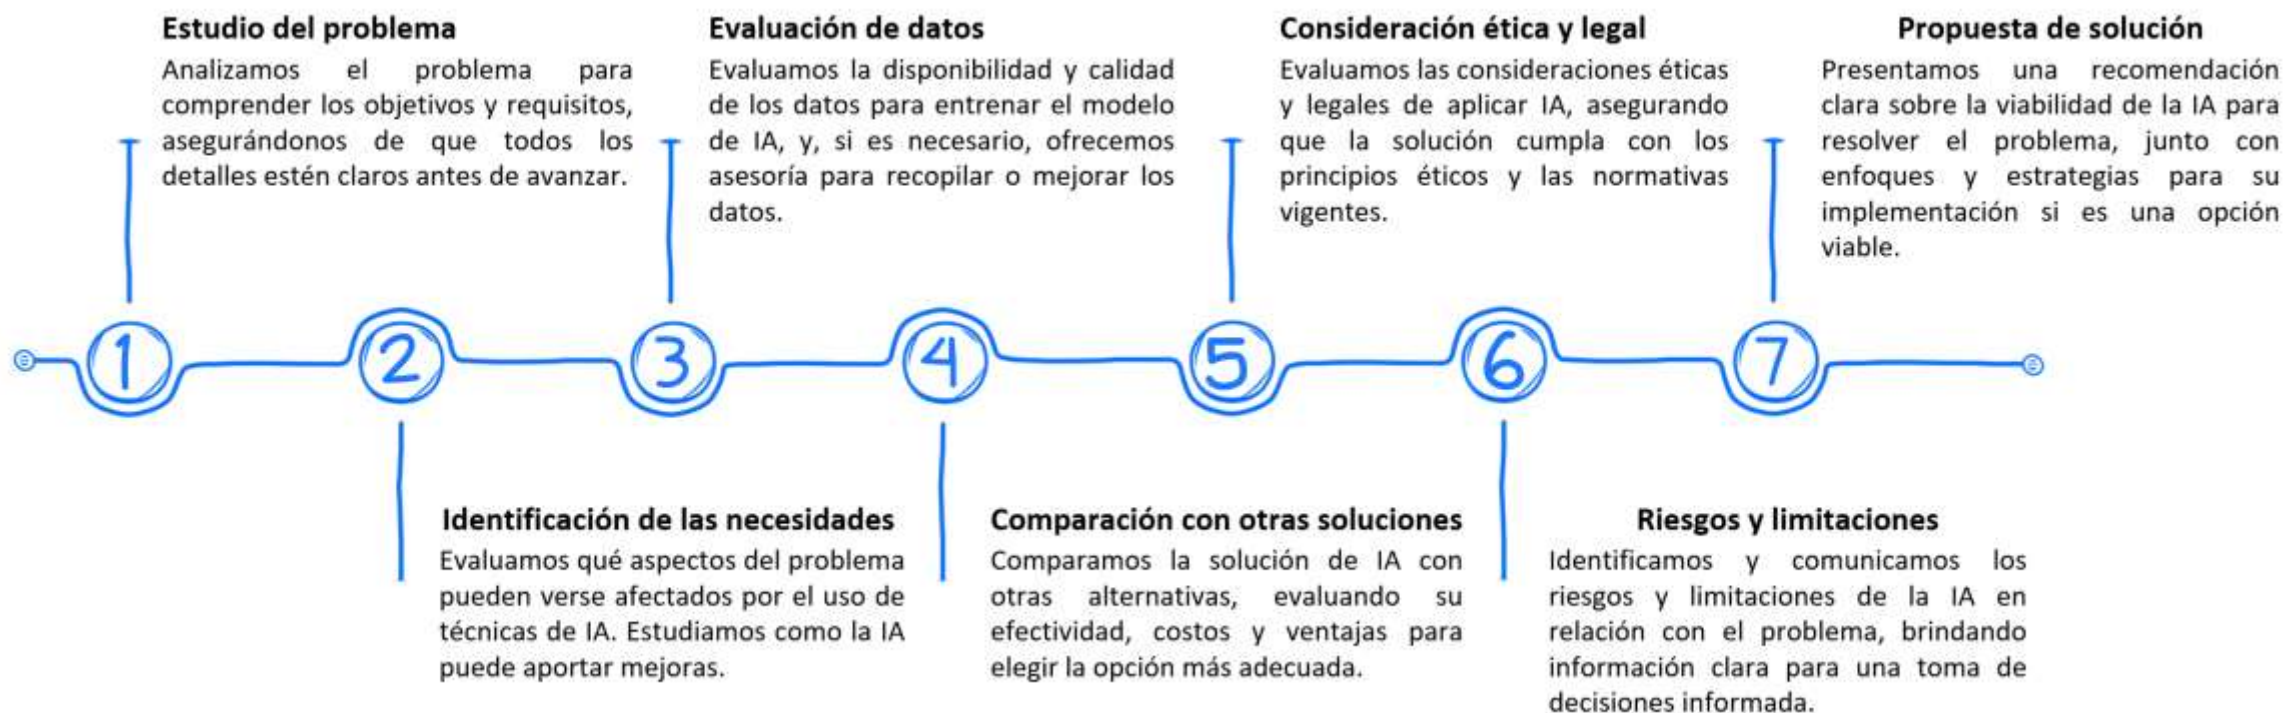 Estudio del problema
Analizamos el problema para
comprender los objetivos y requisitos,
asegurándonos de que todos los
detalles estén claros antes de avanzar.
Evaluación de datos
Evaluamos la disponibilidad y calidad
de los datos para entrenar el modelo
de IA, y, si es necesario, ofrecemos
asesoría para recopilar o mejorar los
datos.
Consideración ética y legal
Evaluamos las consideraciones éticas
y legales de aplicar IA, asegurando
que la solución cumpla con los
principios éticos y las normativas
vigentes.
Propuesta de solución
Presentamos una recomendación
clara sobre la viabilidad de la IA para
resolver el problema, junto con
enfoques y estrategias para su
implementación si es una opción
viable.
1
2
3
4
5
6
7
Identificación de las necesidades
Evaluamos qué aspectos del problema
pueden verse afectados por el uso de
técnicas de IA. Estudiamos como la IA
puede aportar mejoras.
Comparación con otras soluciones
Comparamos la solución de IA con
otras alternativas, evaluando su
efectividad, costos y ventajas para
elegir la opción más adecuada.
Riesgos y limitaciones
Identificamos y comunicamos los
riesgos y limitaciones de la IA en
relación con el problema, brindando
información clara para una toma de
decisiones informada.